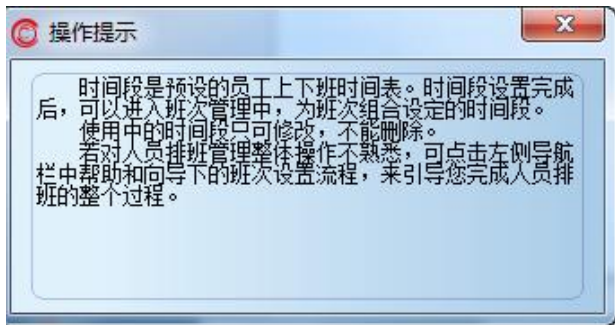 操作提示
时间段是预设的员工上下班时间表。时间段设置完成
后，可以进入班次管理中，为班次组合设定的时间段。
使用中的时间段只可修改，不能删除。
若对人员排班管理整体操作不熟悉，可点击左侧导航
栏中帮助和向导下的班次设置流程，来引导您完成人员排
班的整个过程。